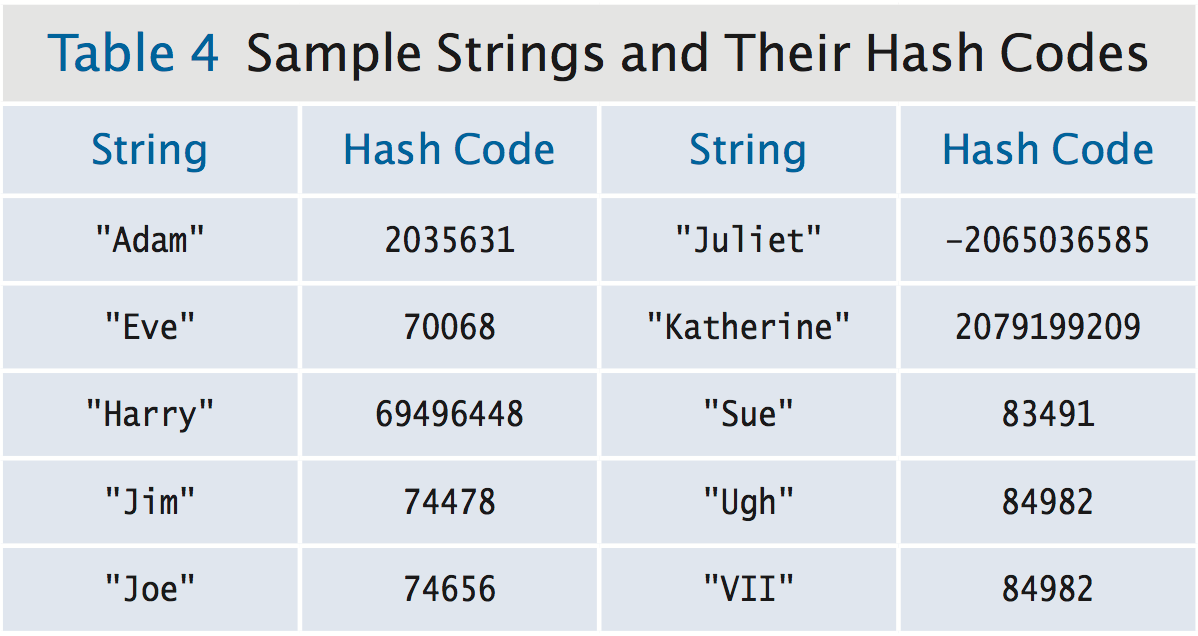 Table 4 Sample Strings and Their Hash Codes
String Hash Code String Hash Code
"Adam" 2035631 "Juliet" −2065036585
"Eve" 70068 "Katherine" 2079199209
"Harry" 69496448 "Sue" 83491
"Jim" 74478 "Ugh" 84982
"Joe" 74656 "VII" 84982